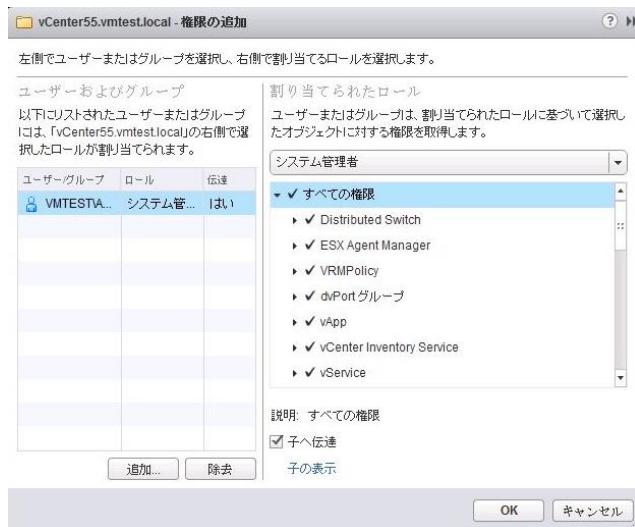 vCenter55.vmtest.local - 権限の追加
左側でユーザーまたはグループを選択し、右側で割り当てるロールを選択します。
ユーザーおよびグループ
以下にリストされたユーザーまたはグループ
には、「vCenter55.vmtest.local」の右側で選
択したロールが割り当てられます。
ユーザー/グループ ロール 伝達
VMTEST\A... システム管... はい
追加... 除去
割り当てられたロール
ユーザーまたはグループは、割り当てられたロールに基づいて選択し
たオブジェクトに対する権限を取得します。
システム管理者
すべての権限
Distributed Switch
ESX Agent Manager
VRMPolicy
dvPort グループ
vApp
vCenter Inventory Service
vService
説明: すべての権限
子へ伝達
子の表示
OK キャンセル